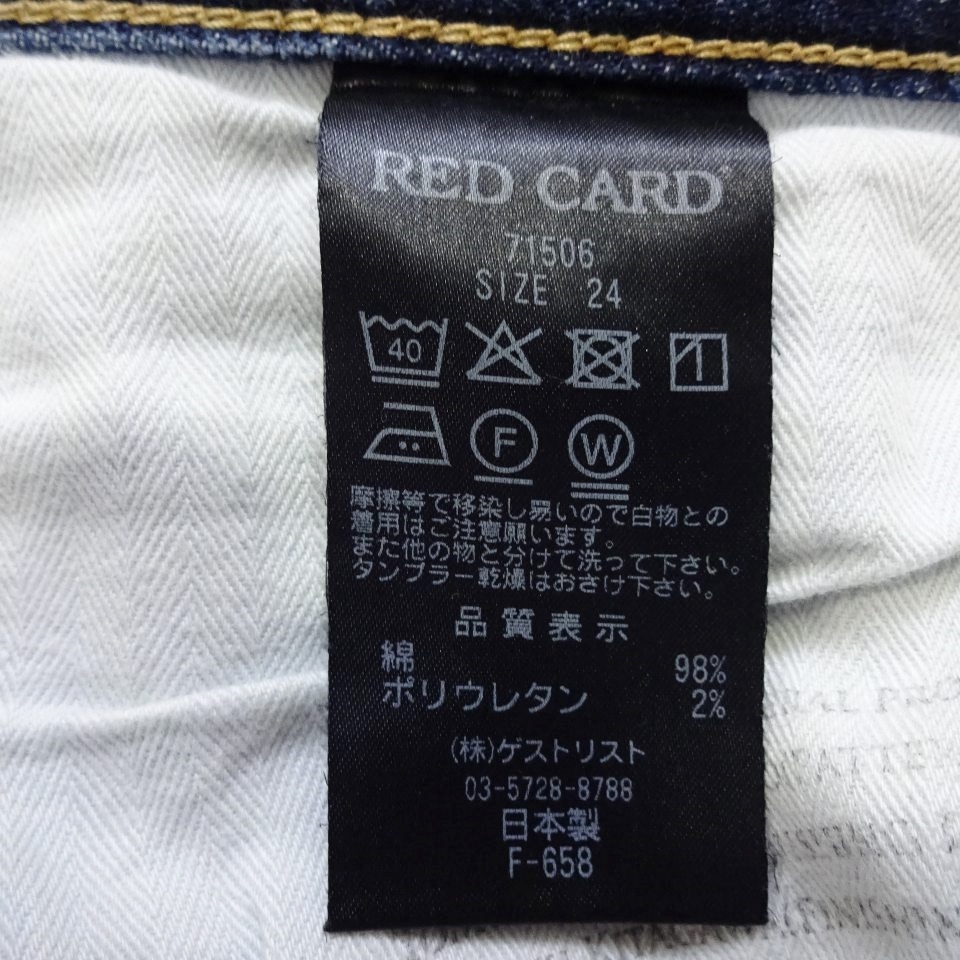 RED CARD®
71506
SIZE 24
40
F W
摩擦等で移染し易いので白物との
着用はご注意願います。
また他の物と分けて洗って下さい。
タンブラー乾燥はおさけ下さい。
品質表示
綿 98%
ポリウレタン 2%
(株)ゲストリスト
03-5728-8788
日本製
F-658